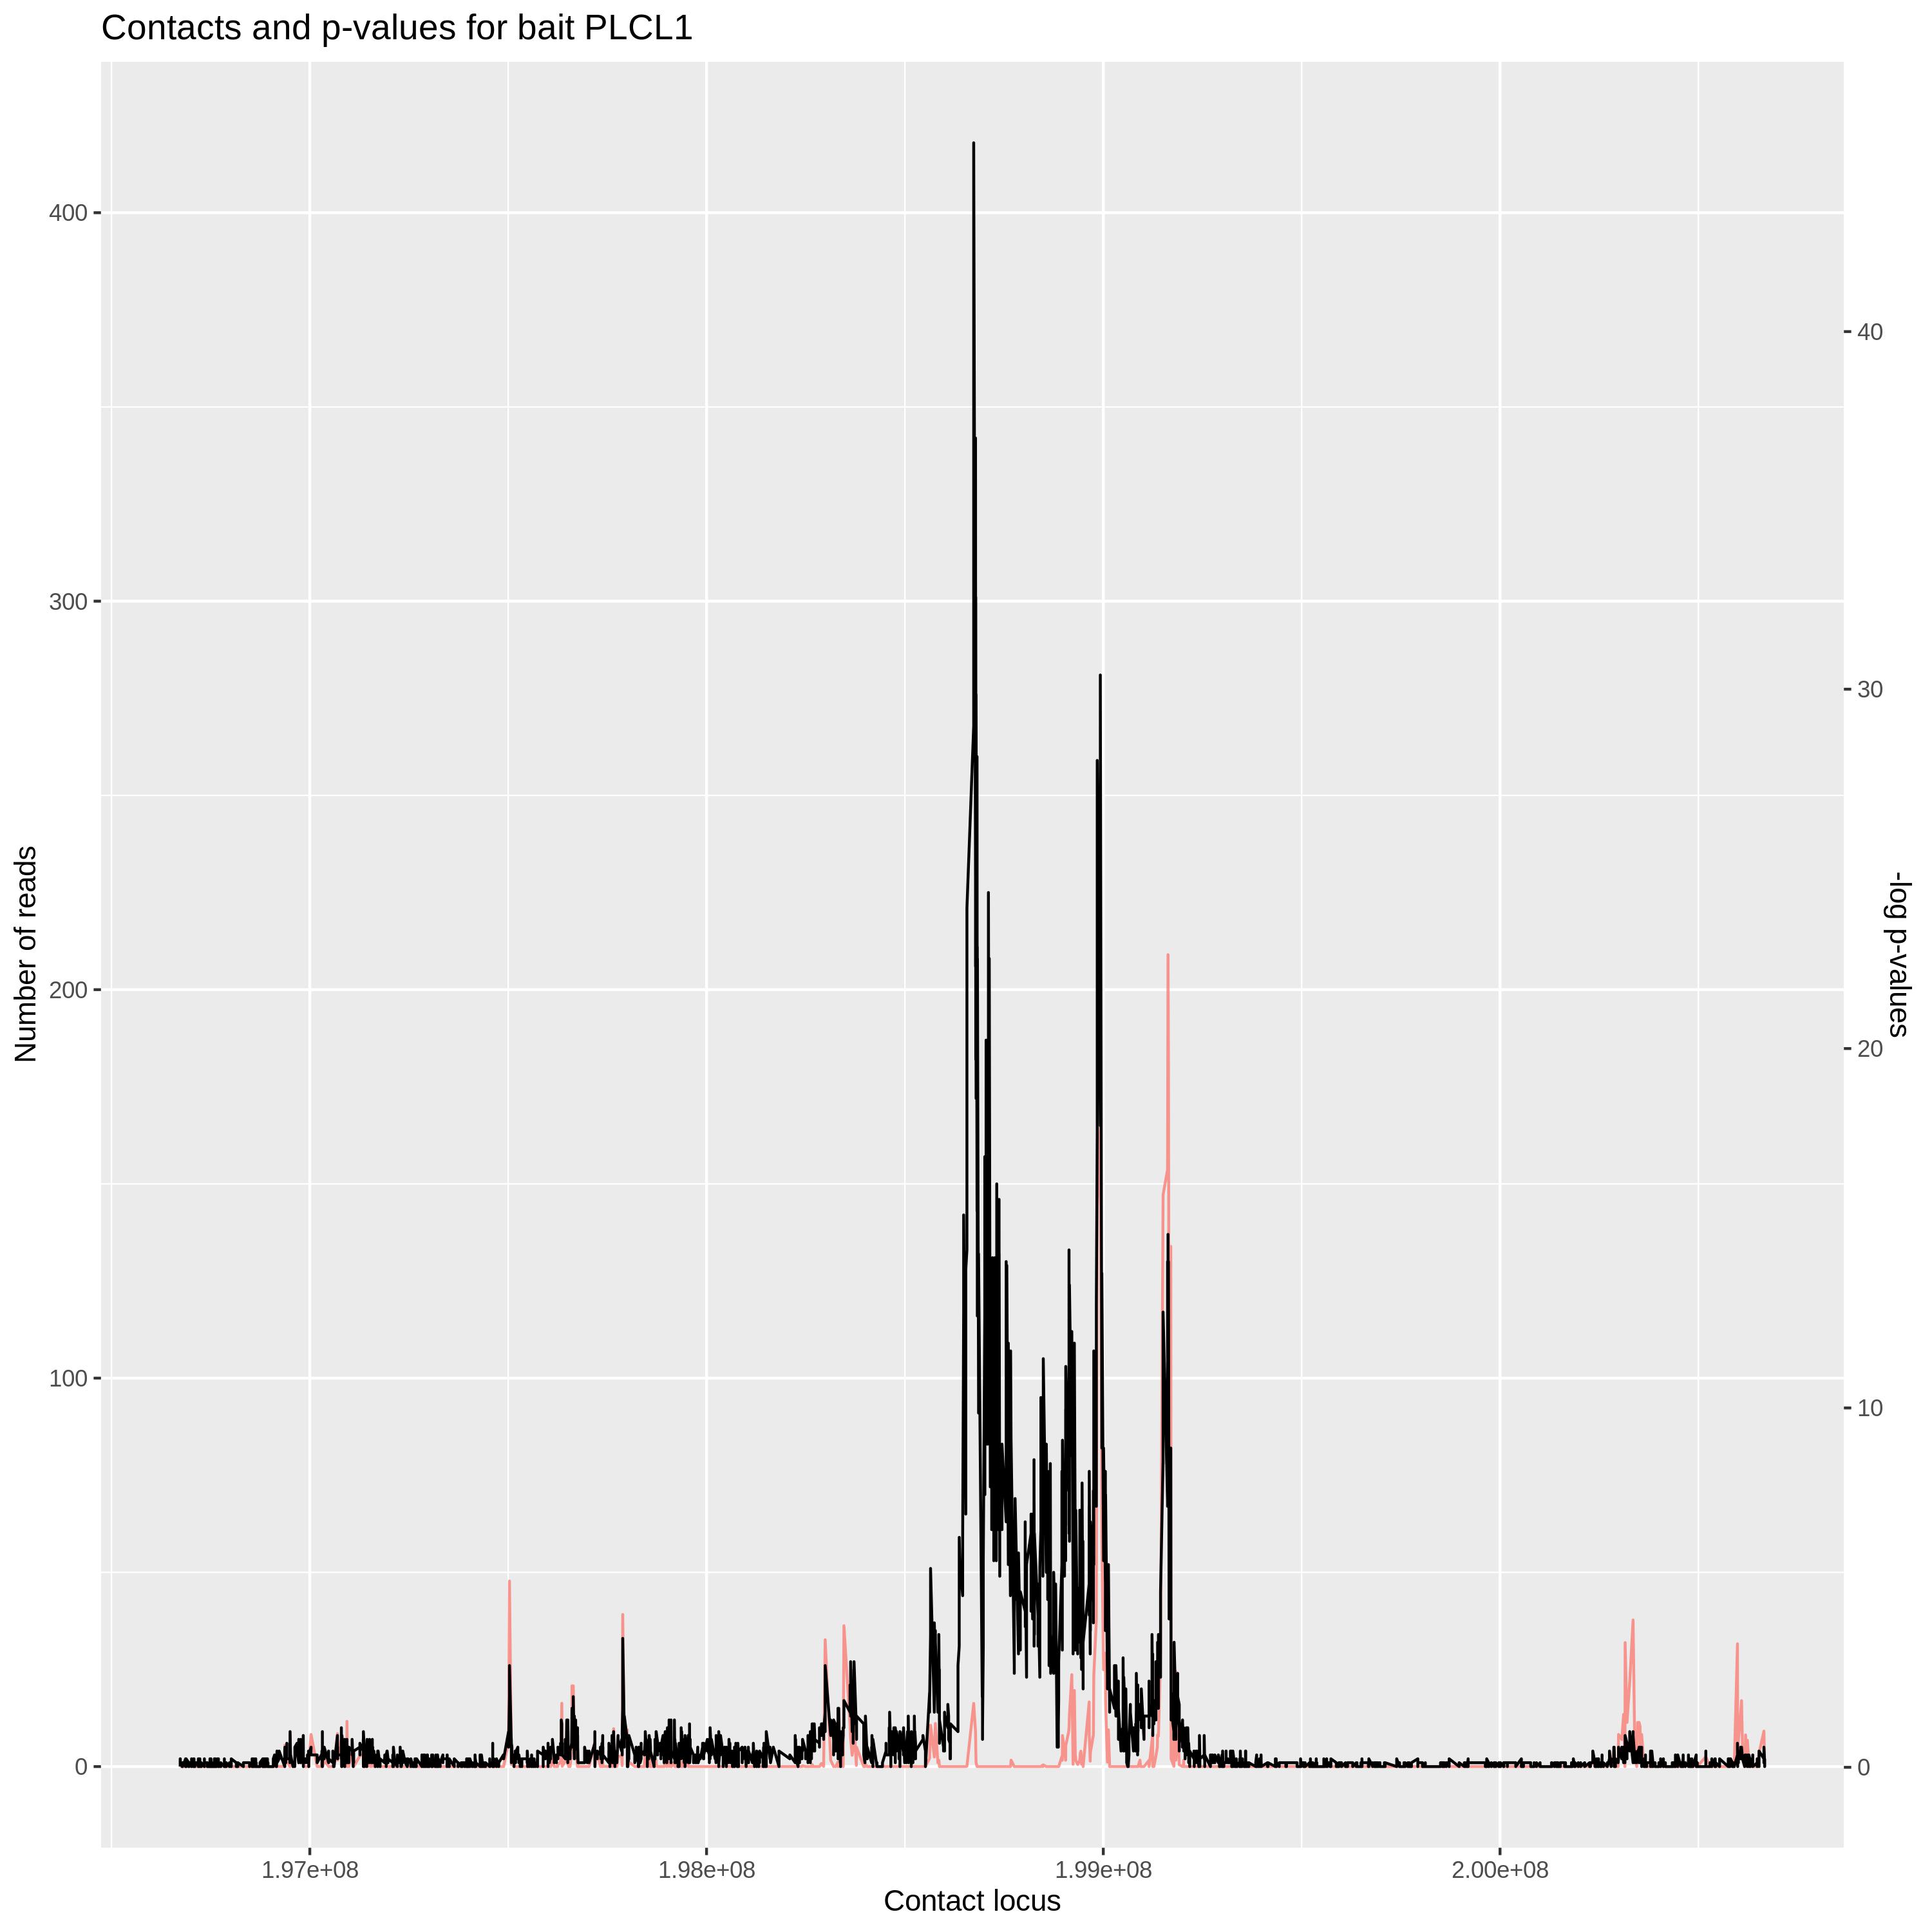 Contacts and p-values for bait PLCL1
400
300
200
100
0
Number of reads
40
30
20
10
0
-log p-values
1.97e+08
1.98e+08
1.99e+08
2.00e+08
Contact locus